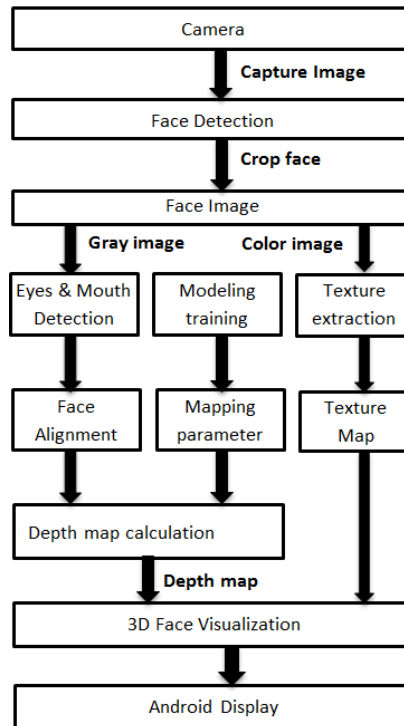 Camera
Capture Image
Face Detection
Crop face
Face Image
Gray image
Color image
Eyes & Mouth
Detection
Modeling
training
Texture
extraction
Face
Alignment
Mapping
parameter
Texture
Map
Depth map calculation
Depth map
3D Face Visualization
Android Display